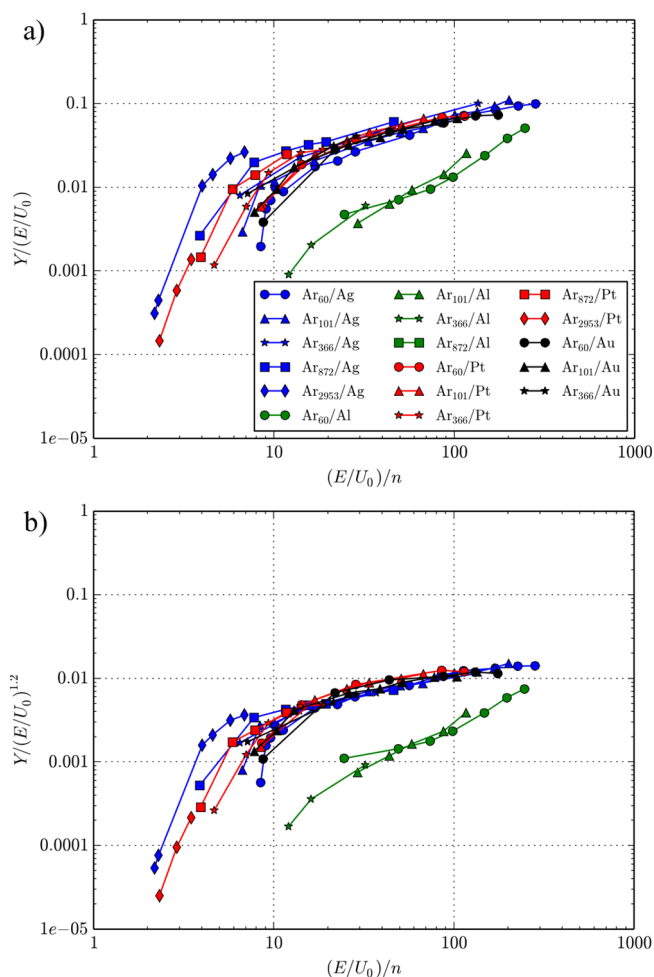 a)
Y/(E/U₀)
1
0.1
0.01
0.001
0.0001
1e−05
Ar₆₀/Ag
Ar₁₀₁/Ag
Ar₃₆₆/Ag
Ar₈₇₂/Ag
Ar₂₉₅₃/Ag
Ar₆₀/Al
Ar₁₀₁/Al
Ar₃₆₆/Al
Ar₈₇₂/Al
Ar₆₀/Pt
Ar₁₀₁/Pt
Ar₃₆₆/Pt
Ar₈₇₂/Pt
Ar₂₉₅₃/Pt
Ar₆₀/Au
Ar₁₀₁/Au
Ar₃₆₆/Au
1 10 100 1000
(E/U₀)/n
b)
Y/(E/U₀)¹·²
1
0.1
0.01
0.001
0.0001
1e−05
1 10 100 1000
(E/U₀)/n